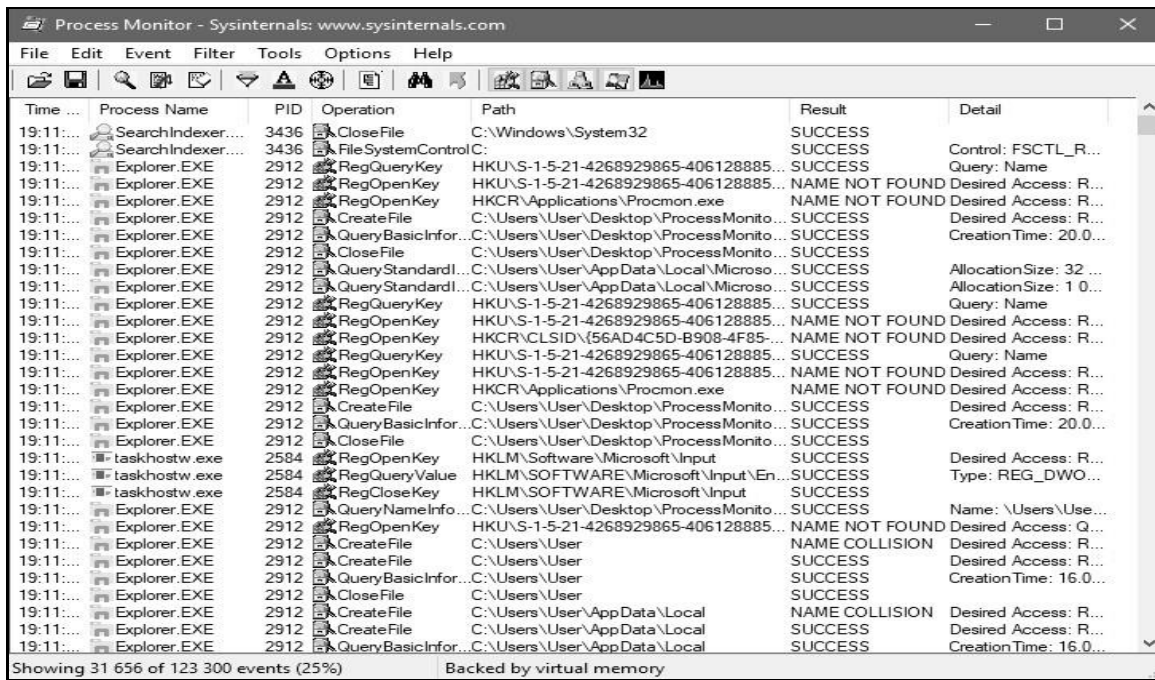 Process Monitor - Sysinternals: www.sysinternals.com
File Edit Event Filter Tools Options Help
Time ... Process Name PID Operation Path Result Detail
19:11:... SearchIndexer.... 3436 CloseFile C:\Windows\System32 SUCCESS
19:11:... SearchIndexer.... 3436 FileSystemControl C: SUCCESS Control: FSCTL_R...
19:11:... Explorer.EXE 2912 RegQueryKey HKU\S-1-5-21-4268929865-406128885... SUCCESS Query: Name
19:11:... Explorer.EXE 2912 RegOpenKey HKU\S-1-5-21-4268929865-406128885... NAME NOT FOUND Desired Access: R...
19:11:... Explorer.EXE 2912 RegOpenKey HKCR\Applications\Procmon.exe NAME NOT FOUND Desired Access: R...
19:11:... Explorer.EXE 2912 CreateFile C:\Users\User\Desktop\ProcessMonito... SUCCESS Desired Access: R...
19:11:... Explorer.EXE 2912 QueryBasicInfor... C:\Users\User\Desktop\ProcessMonito... SUCCESS CreationTime: 20.0...
19:11:... Explorer.EXE 2912 CloseFile C:\Users\User\Desktop\ProcessMonito... SUCCESS
19:11:... Explorer.EXE 2912 QueryStandardI... C:\Users\User\AppData\Local\Microso... SUCCESS AllocationSize: 32 ...
19:11:... Explorer.EXE 2912 QueryStandardI... C:\Users\User\AppData\Local\Microso... SUCCESS AllocationSize: 1 0...
19:11:... Explorer.EXE 2912 RegQueryKey HKU\S-1-5-21-4268929865-406128885... SUCCESS Query: Name
19:11:... Explorer.EXE 2912 RegOpenKey HKU\S-1-5-21-4268929865-406128885... NAME NOT FOUND Desired Access: R...
19:11:... Explorer.EXE 2912 RegOpenKey HKCR\CLSID\{56AD4C5D-B908-4F85-... NAME NOT FOUND Desired Access: R...
19:11:... Explorer.EXE 2912 RegQueryKey HKU\S-1-5-21-4268929865-406128885... SUCCESS Query: Name
19:11:... Explorer.EXE 2912 RegOpenKey HKU\S-1-5-21-4268929865-406128885... NAME NOT FOUND Desired Access: R...
19:11:... Explorer.EXE 2912 RegOpenKey HKCR\Applications\Procmon.exe NAME NOT FOUND Desired Access: R...
19:11:... Explorer.EXE 2912 CreateFile C:\Users\User\Desktop\ProcessMonito... SUCCESS Desired Access: R...
19:11:... Explorer.EXE 2912 QueryBasicInfor... C:\Users\User\Desktop\ProcessMonito... SUCCESS CreationTime: 20.0...
19:11:... Explorer.EXE 2912 CloseFile C:\Users\User\Desktop\ProcessMonito... SUCCESS
19:11:... taskhostw.exe 2584 RegOpenKey HKLM\Software\Microsoft\Input SUCCESS Desired Access: R...
19:11:... taskhostw.exe 2584 RegQueryValue HKLM\SOFTWARE\Microsoft\Input\En... SUCCESS Type: REG_DWO...
19:11:... taskhostw.exe 2584 RegCloseKey HKLM\SOFTWARE\Microsoft\Input SUCCESS
19:11:... Explorer.EXE 2912 QueryNameInfo... C:\Users\User\AppData\Local\Microso... SUCCESS Name: \Users\Use...
19:11:... Explorer.EXE 2912 RegOpenKey HKU\S-1-5-21-4268929865-406128885... NAME NOT FOUND Desired Access: Q...
19:11:... Explorer.EXE 2912 CreateFile C:\Users\User NAME COLLISION Desired Access: R...
19:11:... Explorer.EXE 2912 CreateFile C:\Users\User SUCCESS Desired Access: R...
19:11:... Explorer.EXE 2912 QueryBasicInfor... C:\Users\User SUCCESS CreationTime: 16.0...
19:11:... Explorer.EXE 2912 CloseFile C:\Users\User SUCCESS
19:11:... Explorer.EXE 2912 CreateFile C:\Users\User\AppData\Local NAME COLLISION Desired Access: R...
19:11:... Explorer.EXE 2912 CreateFile C:\Users\User\AppData\Local SUCCESS Desired Access: R...
19:11:... Explorer.EXE 2912 QueryBasicInfor... C:\Users\User\AppData\Local SUCCESS CreationTime: 16.0...
Showing 31 656 of 123 300 events (25%) Backed by virtual memory